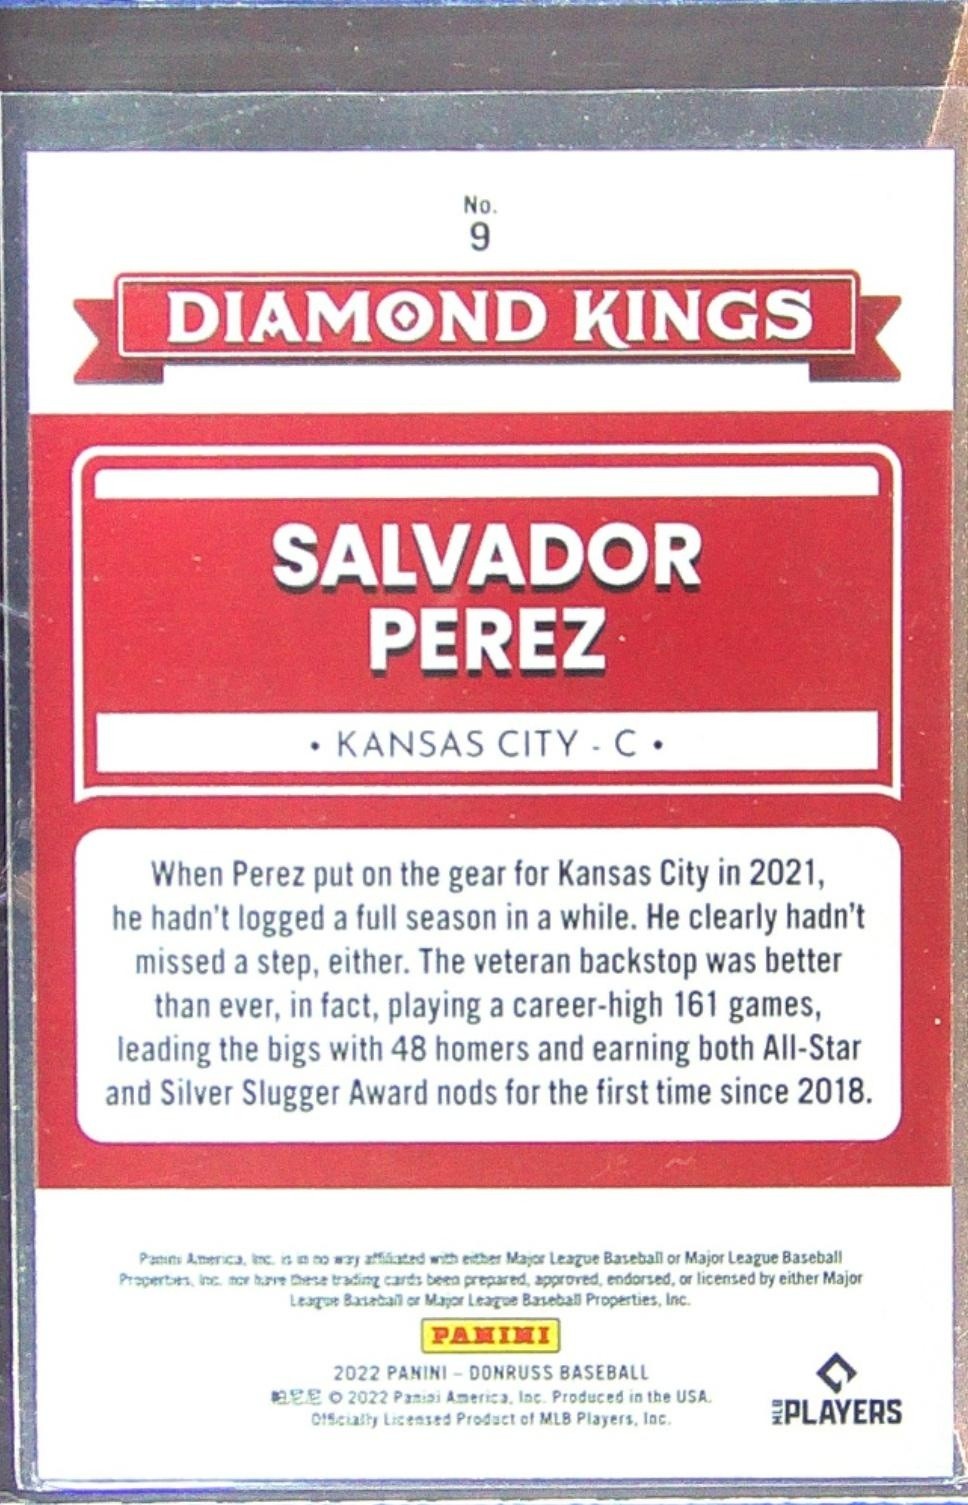 No.
9
DIAMOND KINGS
SALVADOR
PEREZ
• KANSAS CITY - C •
When Perez put on the gear for Kansas City in 2021,
he hadn't logged a full season in a while. He clearly hadn't
missed a step, either. The veteran backstop was better
than ever, in fact, playing a career-high 161 games,
leading the bigs with 48 homers and earning both All-Star
and Silver Slugger Award nods for the first time since 2018.
Panini America, Inc. is in no way affiliated with either Major League Baseball or Major League Baseball
Properties, Inc. nor have these trading cards been prepared, approved, endorsed, or licensed by either Major
League Baseball or Major League Baseball Properties, Inc.
PANINI
2022 PANINI – DONRUSS BASEBALL
© 2022 Panini America, Inc. Produced in the USA.
Officially Licensed Product of MLB Players, Inc.
MLB PLAYERS